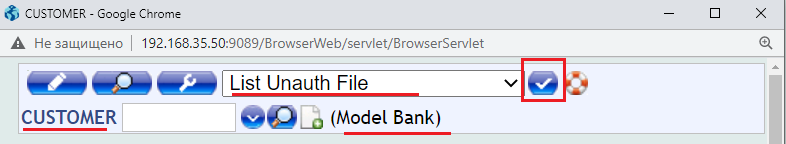 CUSTOMER - Google Chrome
Не защищено 192.168.35.50:9089/BrowserWeb/servlet/BrowserServlet
List Unauth File
CUSTOMER (Model Bank)